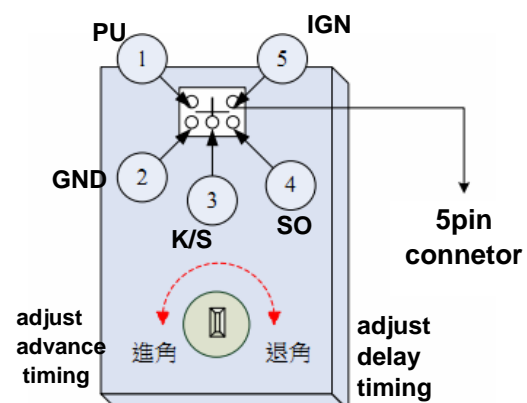 PU
IGN
1
5
GND
2
3
4
K/S
SO
5pin
connetor
adjust
advance
timing
進角
退角
adjust
delay
timing